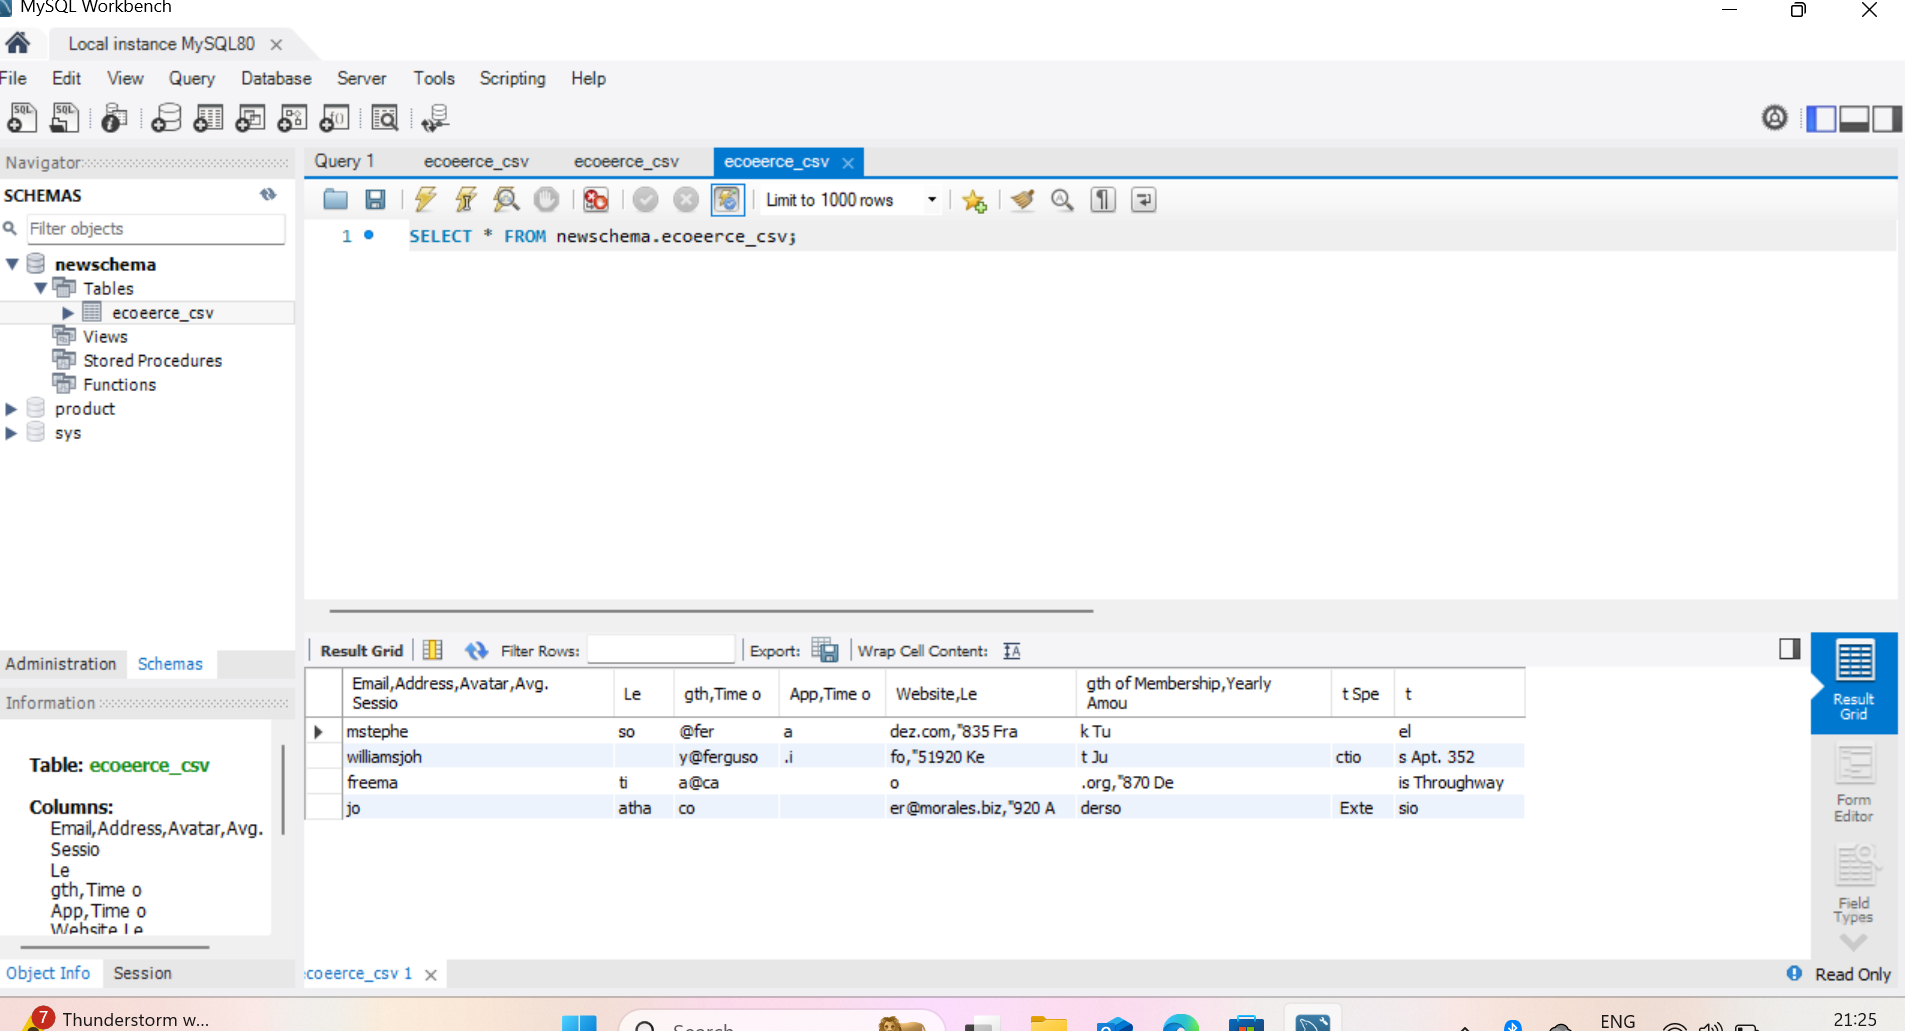 MySQL Workbench
Local instance MySQL80
File Edit View Query Database Server Tools Scripting Help
Navigator
SCHEMAS
Filter objects
newschema
Tables
ecoeerce_csv
Views
Stored Procedures
Functions
product
sys
Administration Schemas
Information
Table: ecoeerce_csv
Columns:
Email,Address,Avatar,Avg.
Sessio
Le
gth,Time o
App,Time o
Website,Le
Object Info Session
Query 1 ecoeerce_csv ecoeerce_csv ecoeerce_csv
Limit to 1000 rows
1 SELECT * FROM newschema.ecoeerce_csv;
Result Grid Filter Rows: Export: Wrap Cell Content:
Email,Address,Avatar,Avg.
Sessio Le gth,Time o App,Time o Website,Le gth of Membership,Yearly
Amou t Spe t
mstephe so @fer a dez.com,"835 Fra k Tu el
williamsjoh y@ferguso .i fo,"51920 Ke t Ju ctio s Apt. 352
freema ti a@ca o .org,"870 De is Throughway
jo atha co er@morales.biz,"920 A derso Exte sio
Result
Grid
Form
Editor
Field
Types
coeerce_csv 1
Read Only
7 Thunderstorm w...
Search
ENG
21:25